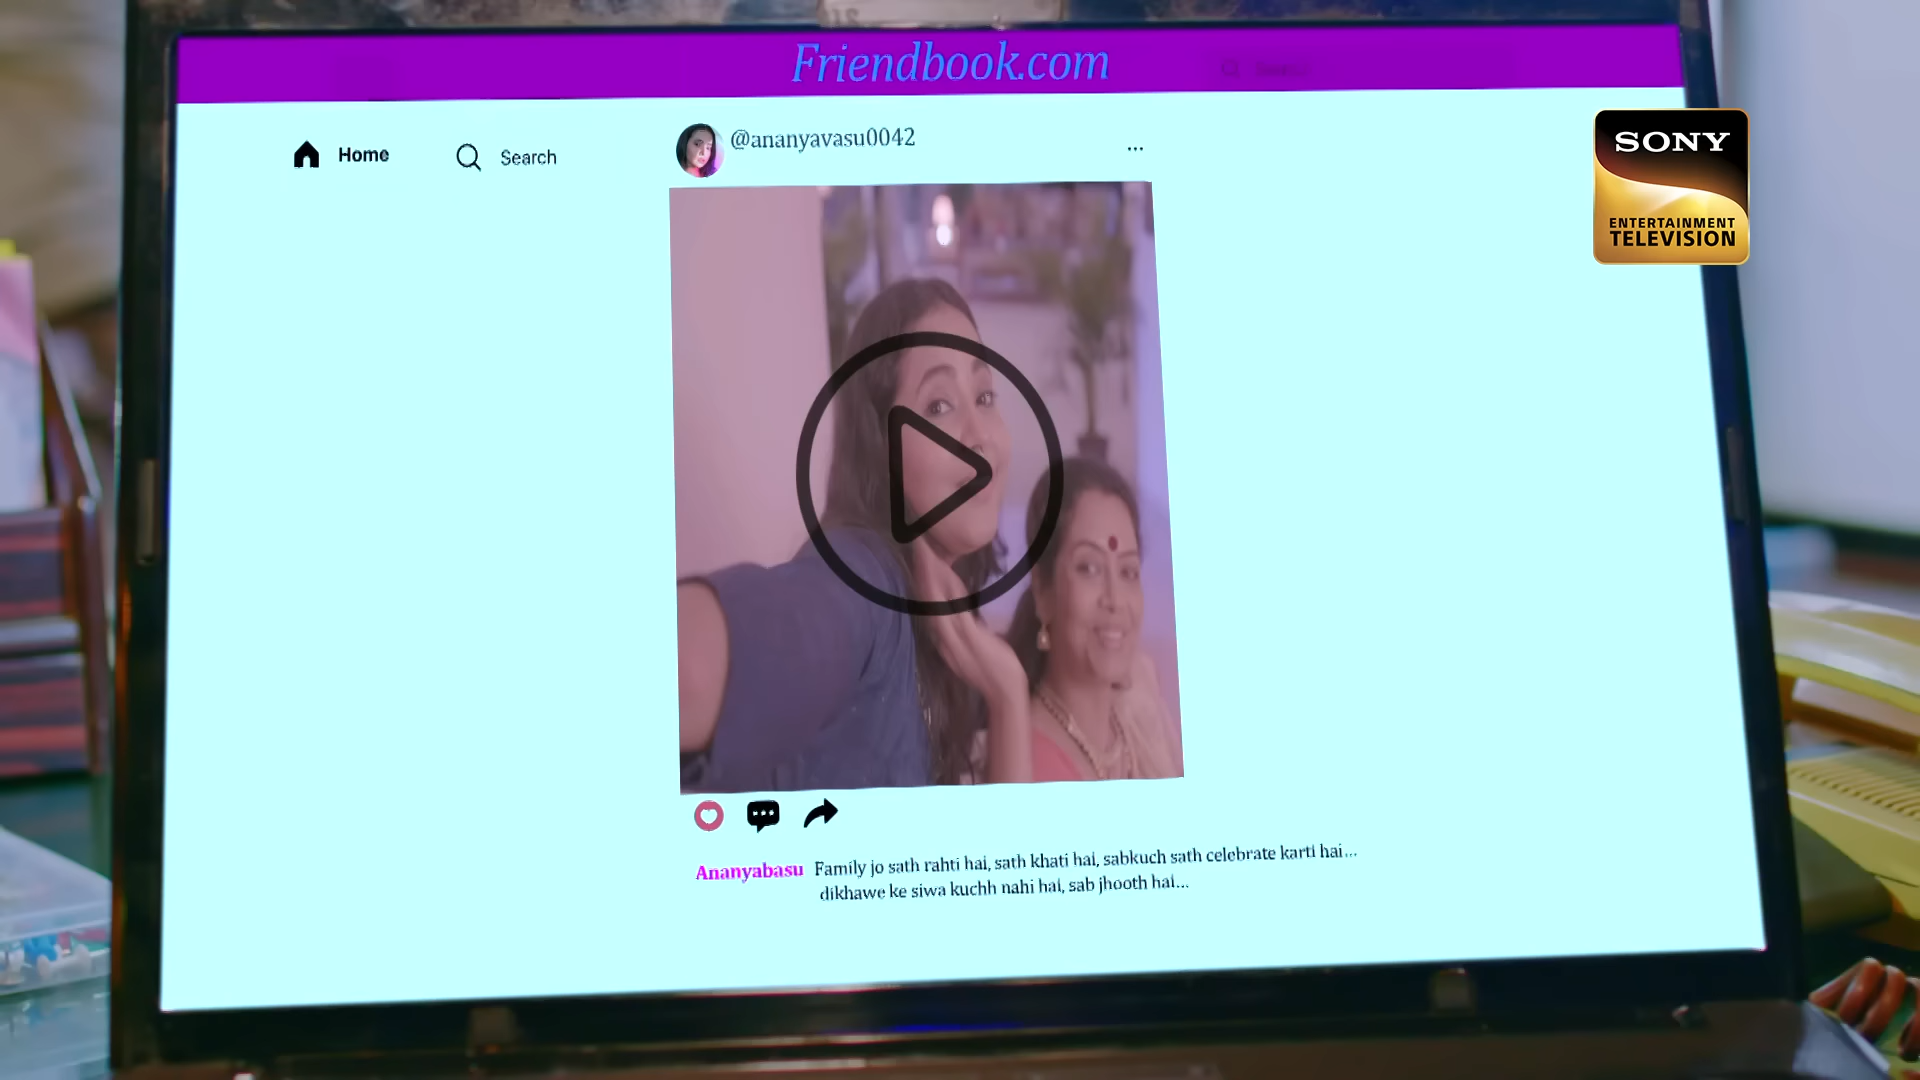 Friendbook.com
Home
Search
@ananyavasu0042
SONY
ENTERTAINMENT
TELEVISION
Ananyabasu Family jo sath rahti hai, sath khati hai, sabkuch sath celebrate karti hai...
dikhawe ke siwa kuchh nahi hai, sab jhooth hai...